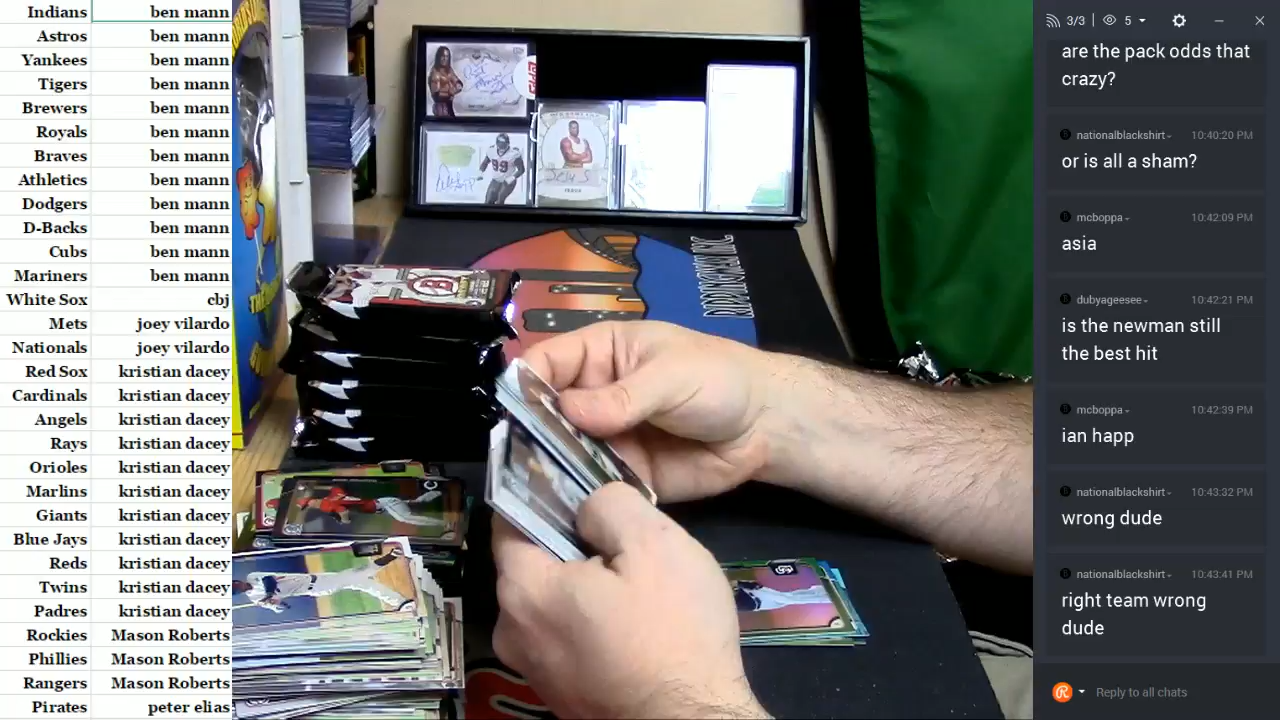 Indians ben mann
Astros ben mann
Yankees ben mann
Tigers ben mann
Brewers ben mann
Royals ben mann
Braves ben mann
Athletics ben mann
Dodgers ben mann
D-Backs ben mann
Cubs ben mann
Mariners ben mann
White Sox cbj
Mets joey vilardo
Nationals joey vilardo
Red Sox kristian dacey
Cardinals kristian dacey
Angels kristian dacey
Rays kristian dacey
Orioles kristian dacey
Marlins kristian dacey
Giants kristian dacey
Blue Jays kristian dacey
Reds kristian dacey
Twins kristian dacey
Padres kristian dacey
Rockies Mason Roberts
Phillies Mason Roberts
Rangers Mason Roberts
Pirates peter elias
99
3/3 5
are the pack odds that
crazy?
nationalblackshirt 10:40:20 PM
or is all a sham?
mcboppa 10:42:09 PM
asia
dubyageesee 10:42:21 PM
is the newman still
the best hit
mcboppa 10:42:39 PM
ian happ
nationalblackshirt 10:43:32 PM
wrong dude
nationalblackshirt 10:43:41 PM
right team wrong
dude
Reply to all chats